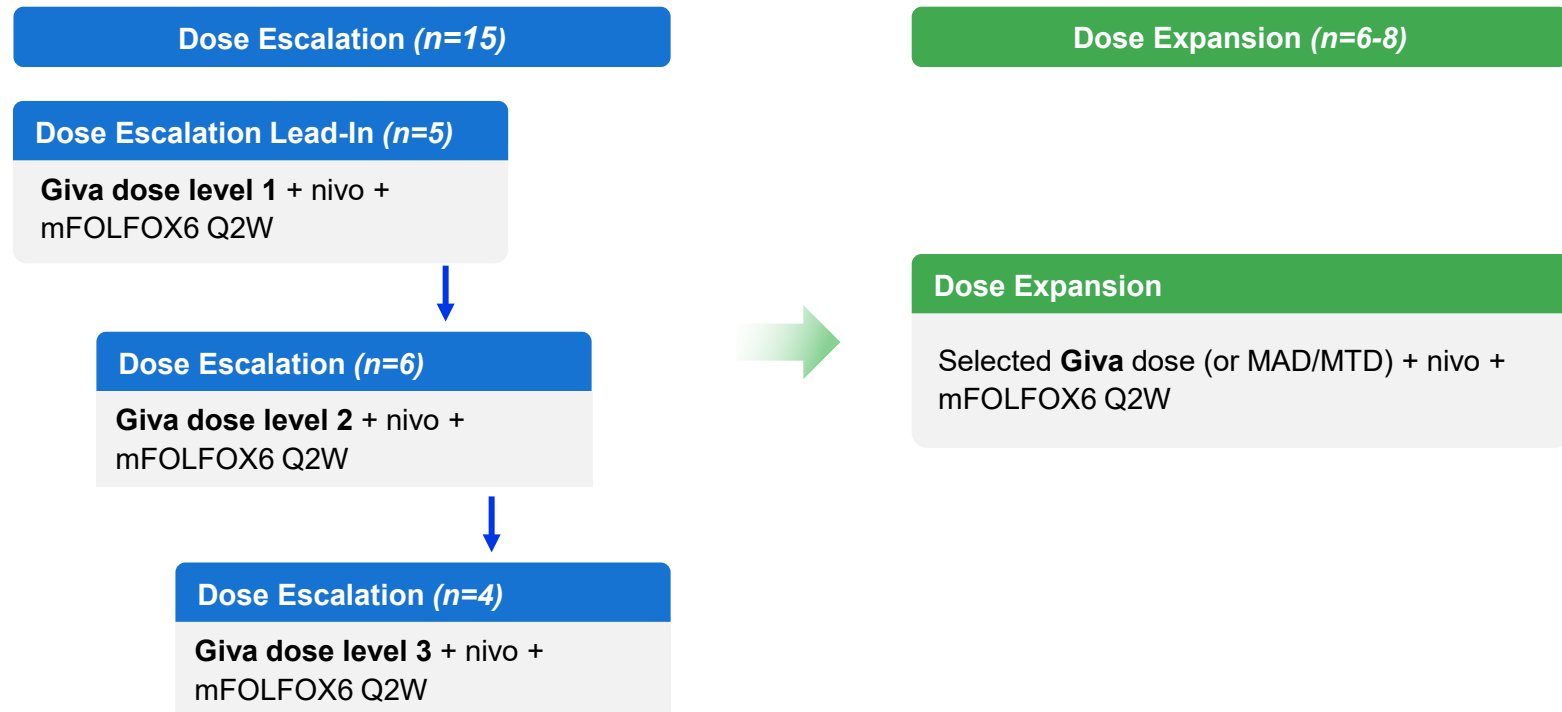 Dose Escalation (n=15)
Dose Escalation Lead-In (n=5)
Giva dose level 1 + nivo +
mFOLFOX6 Q2W
Dose Escalation (n=6)
Giva dose level 2 + nivo +
mFOLFOX6 Q2W
Dose Escalation (n=4)
Giva dose level 3 + nivo +
mFOLFOX6 Q2W
Dose Expansion (n=6-8)
Dose Expansion
Selected Giva dose (or MAD/MTD) + nivo +
mFOLFOX6 Q2W